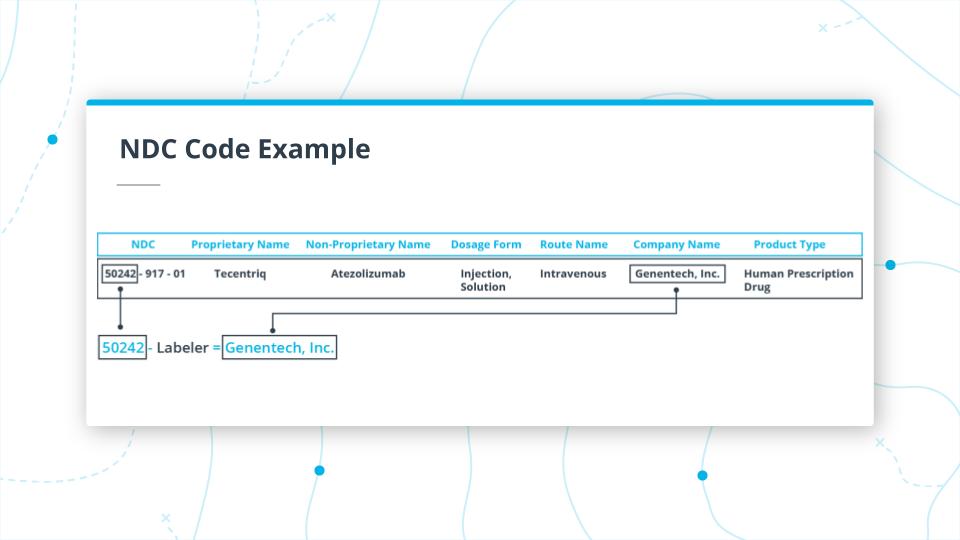 NDC Code Example
NDC Proprietary Name Non-Proprietary Name Dosage Form Route Name Company Name Product Type
50242 - 917 - 01 Tecentriq Atezolizumab Injection, Intravenous Genentech, Inc. Human Prescription
Solution Drug
50242 - Labeler = Genentech, Inc.